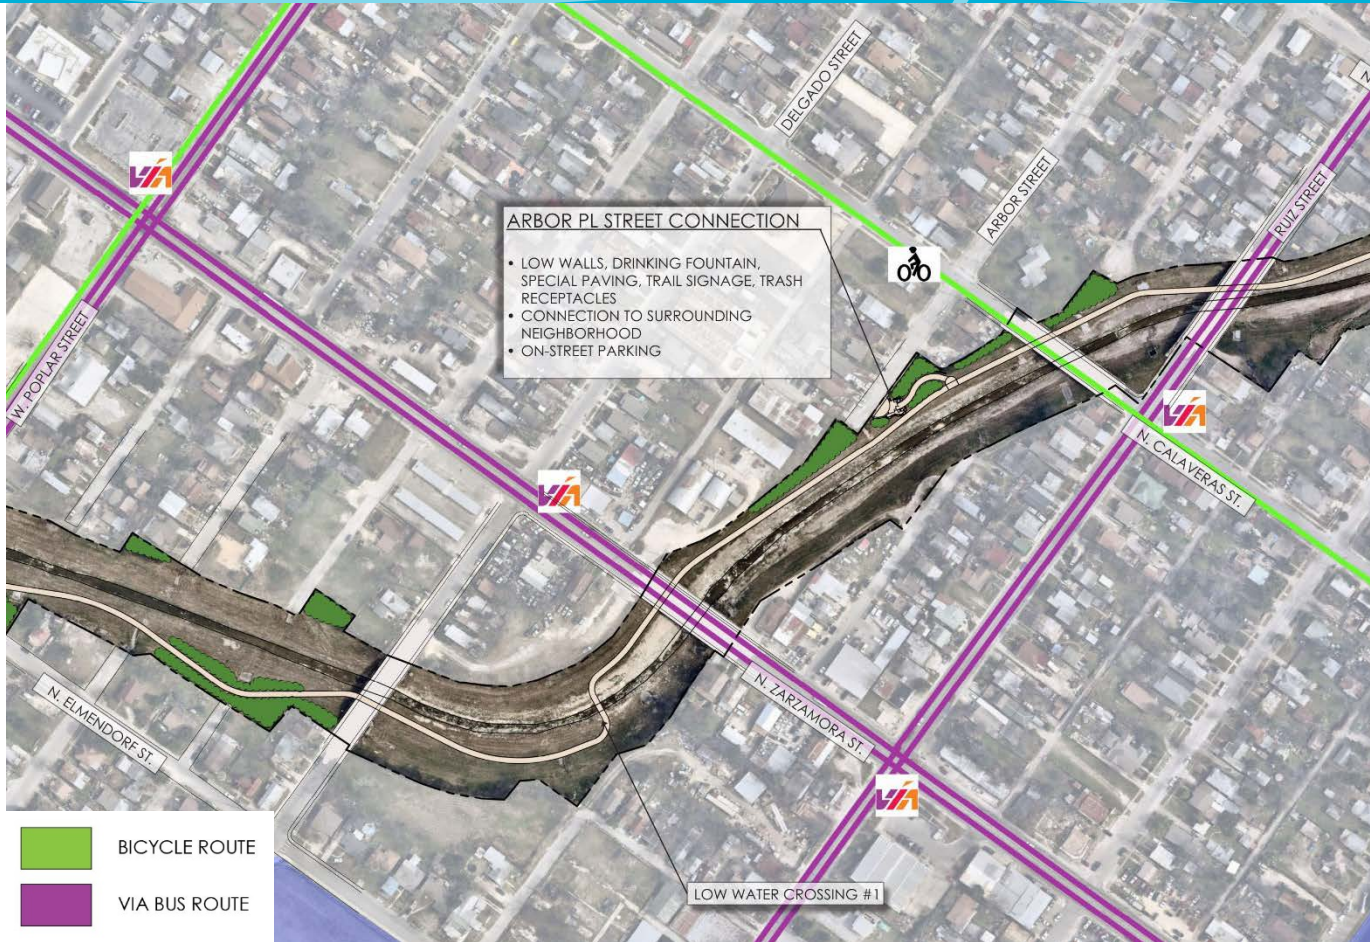 DELGADO STREET
ARBOR STREET
RUIZ STREET
W. POPLAR STREET
ARBOR PL STREET CONNECTION
• LOW WALLS, DRINKING FOUNTAIN,
SPECIAL PAVING, TRAIL SIGNAGE, TRASH
RECEPTACLES
• CONNECTION TO SURROUNDING
NEIGHBORHOOD
• ON-STREET PARKING
VIA
VIA
VIA
VIA
N. CALAVERAS ST.
N. ZARZAMORA ST.
N. ELMENDORF ST.
LOW WATER CROSSING #1
BICYCLE ROUTE
VIA BUS ROUTE